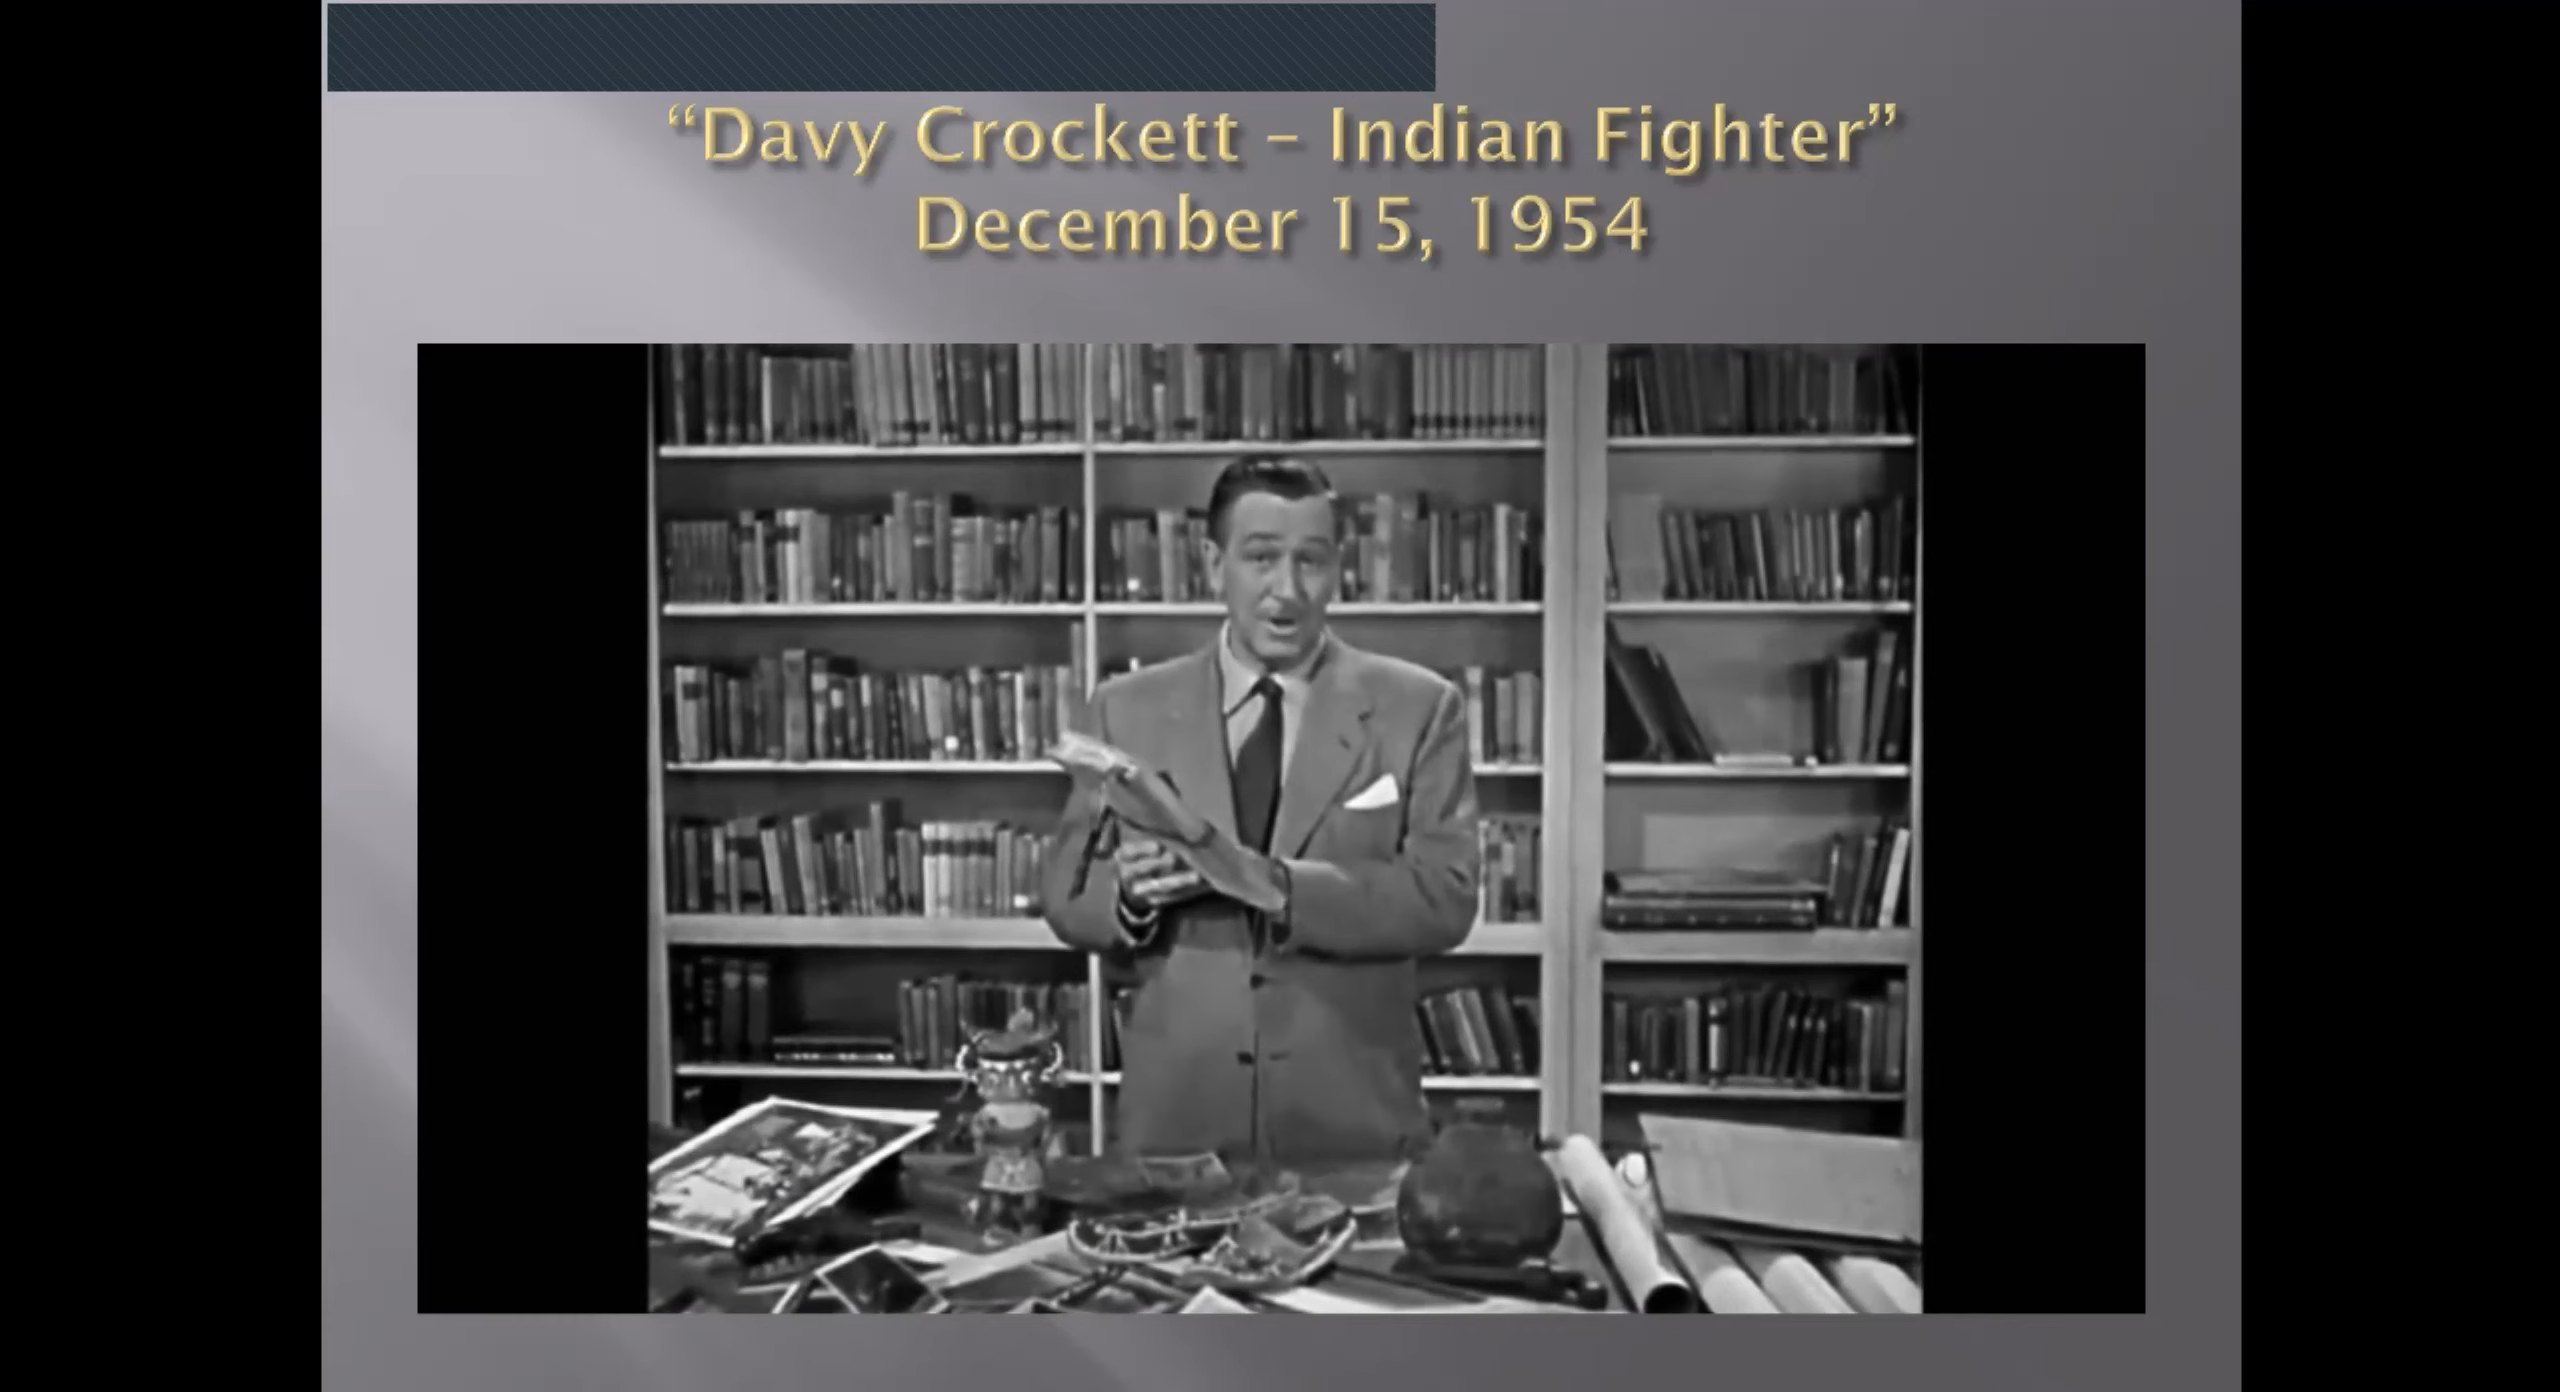 “Davy Crockett – Indian Fighter”
December 15, 1954